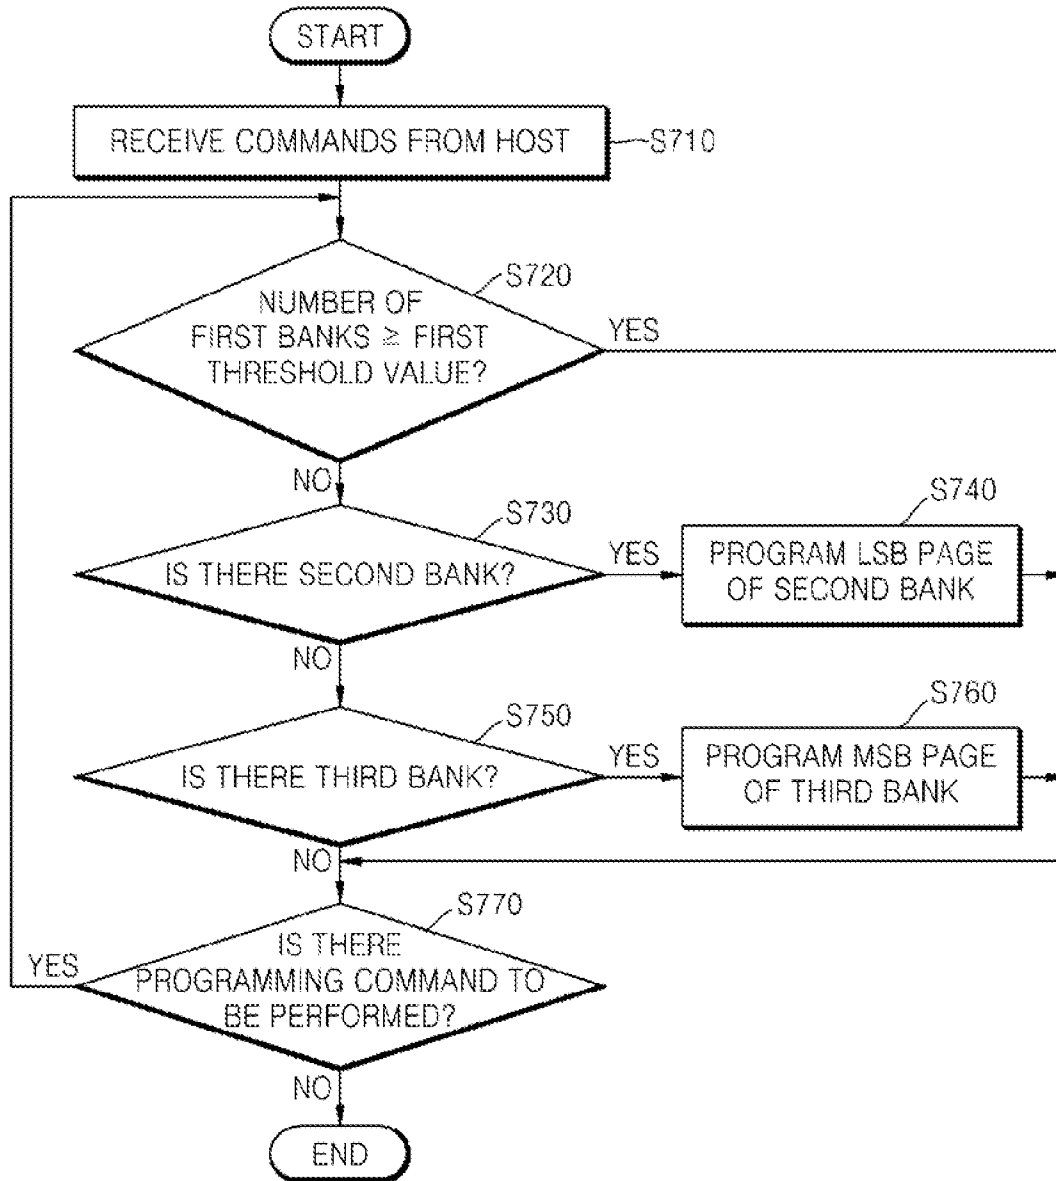 START
RECEIVE COMMANDS FROM HOST
S710
S720
NUMBER OF
FIRST BANKS ≥ FIRST
THRESHOLD VALUE?
YES
NO
S730
IS THERE SECOND BANK?
YES
S740
PROGRAM LSB PAGE
OF SECOND BANK
NO
S750
IS THERE THIRD BANK?
YES
S760
PROGRAM MSB PAGE
OF THIRD BANK
NO
S770
IS THERE
PROGRAMMING COMMAND TO
BE PERFORMED?
YES
NO
END